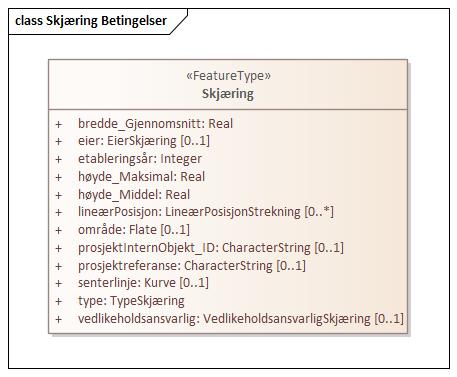 class Skjæring Betingelser
«FeatureType»
Skjæring
+ bredde_Gjennomsnitt: Real
+ eier: EierSkjæring [0..1]
+ etableringsår: Integer
+ høyde_Maksimal: Real
+ høyde_Middel: Real
+ lineærPosisjon: LineærPosisjonStrekning [0..*]
+ område: Flate [0..1]
+ prosjektInternObjekt_ID: CharacterString [0..1]
+ prosjektreferanse: CharacterString [0..1]
+ senterlinje: Kurve [0..1]
+ type: TypeSkjæring
+ vedlikeholdsansvarlig: VedlikeholdsansvarligSkjæring [0..1]